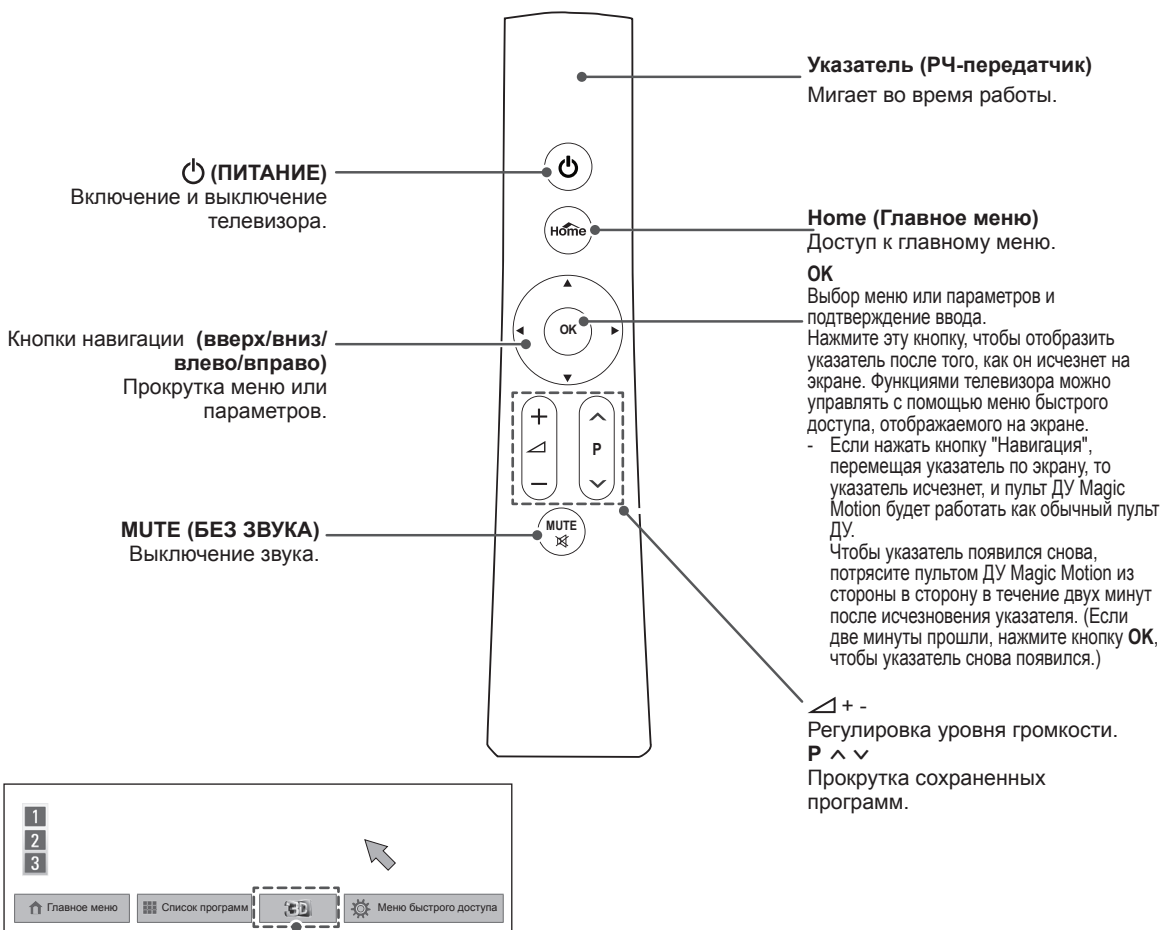 Указатель (РЧ-передатчик)
Мигает во время работы.
(ПИТАНИЕ)
Включение и выключение
телевизора.
Home
Home (Главное меню)
Доступ к главному меню.
OK
Выбор меню или параметров и
подтверждение ввода.
Нажмите эту кнопку, чтобы отобразить
указатель после того, как он исчезнет на
экране. Функциями телевизора можно
управлять с помощью меню быстрого
доступа, отображаемого на экране.
- Если нажать кнопку "Навигация",
перемещая указатель по экрану, то
указатель исчезнет, и пульт ДУ Magic
Motion будет работать как обычный пульт
ДУ.
Чтобы указатель появился снова,
потрясите пультом ДУ Magic Motion из
стороны в сторону в течение двух минут
после исчезновения указателя. (Если
две минуты прошли, нажмите кнопку OK,
чтобы указатель снова появился.)
OK
Кнопки навигации (вверх/вниз/
влево/вправо)
Прокрутка меню или
параметров.
+
P
−
MUTE
MUTE (БЕЗ ЗВУКА)
Выключение звука.
+ -
Регулировка уровня громкости.
P ︿ ﹀
Прокрутка сохраненных
программ.
1
2
3
Главное меню Список программ 3D Меню быстрого доступа